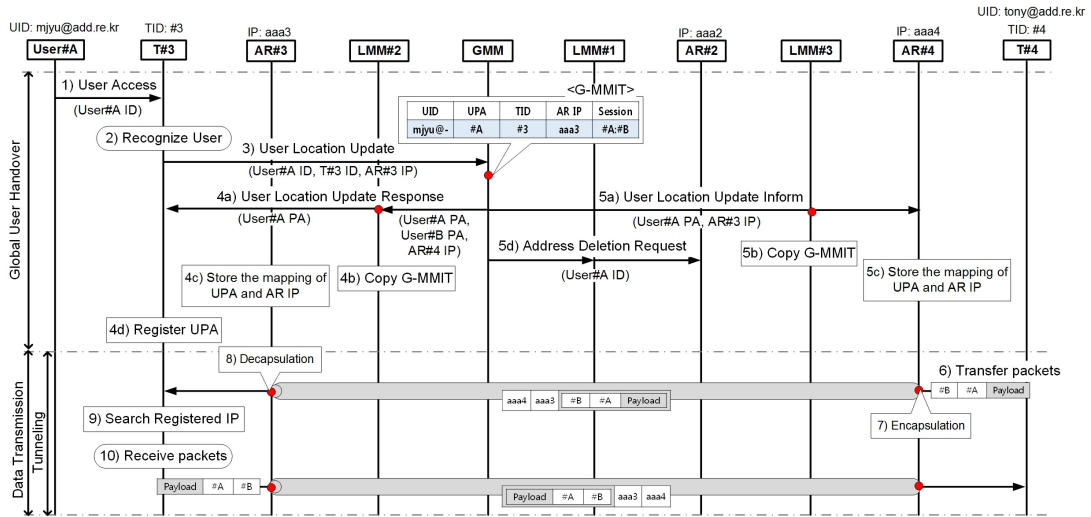 UID: mjyu@add.re.kr
TID: #3
IP: aaa3
IP: aaa2
IP: aaa4
UID: tony@add.re.kr
TID: #4
User#A
T#3
AR#3
LMM#2
GMM
LMM#1
AR#2
LMM#3
AR#4
T#4
Global User Handover
1) User Access
(User#A ID)
<G-MMIT>
UID UPA TID AR IP Session
mjyu@- #A #3 aaa3 #A:#B
2) Recognize User
3) User Location Update
(User#A ID, T#3 ID, AR#3 IP)
4a) User Location Update Response
(User#A PA)
(User#A PA,
User#B PA,
AR#4 IP)
5a) User Location Update Inform
(User#A PA, AR#3 IP)
5d) Address Deletion Request
(User#A ID)
5b) Copy G-MMIT
4c) Store the mapping of
UPA and AR IP
4b) Copy G-MMIT
5c) Store the mapping of
UPA and AR IP
4d) Register UPA
Data Transmission
Tunneling
8) Decapsulation
6) Transfer packets
#B #A Payload
aaa4 aaa3 #B #A Payload
7) Encapsulation
9) Search Registered IP
10) Receive packets
Payload #A #B
Payload #A #B aaa3 aaa4